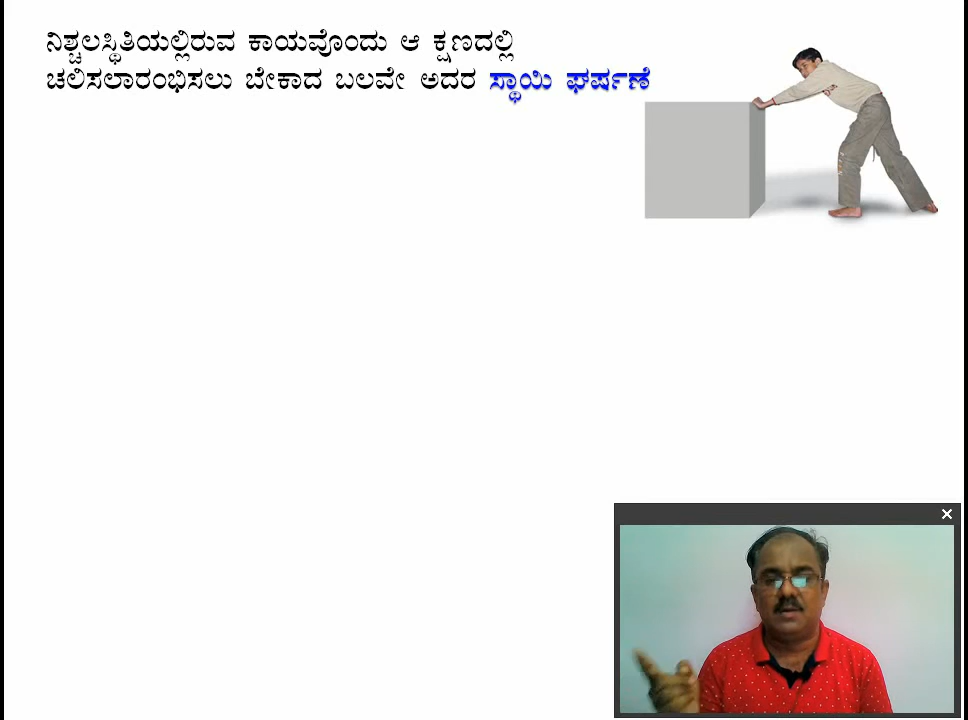 ನಿಶ್ಚಲಸ್ಥಿತಿಯಲ್ಲಿರುವ ಕಾಯವೊಂದು ಆ ಕ್ಷಣದಲ್ಲಿ
ಚಲಿಸಲಾರಂಭಿಸಲು ಬೇಕಾದ ಬಲವೇ ಅದರ ಸ್ಥಾಯಿ ಘರ್ಷಣೆ